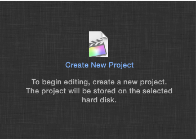 Create New Project
To begin editing, create a new project.
The project will be stored on the selected
hard disk.